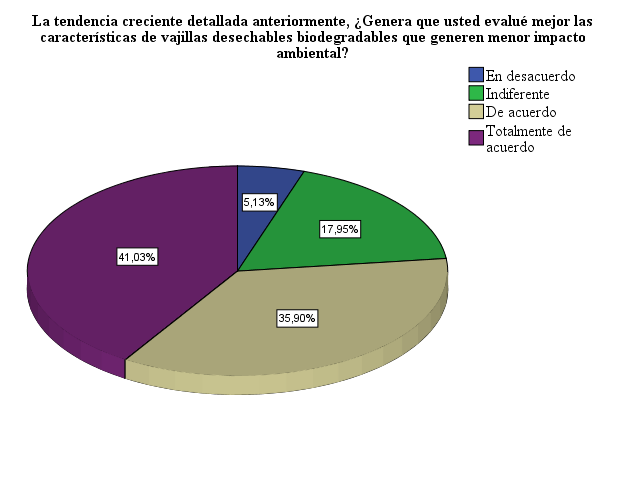 La tendencia creciente detallada anteriormente, ¿Genera que usted evalué mejor las
características de vajillas desechables biodegradables que generen menor impacto
ambiental?
En desacuerdo
Indiferente
De acuerdo
Totalmente de
acuerdo
5,13%
17,95%
41,03%
35,90%